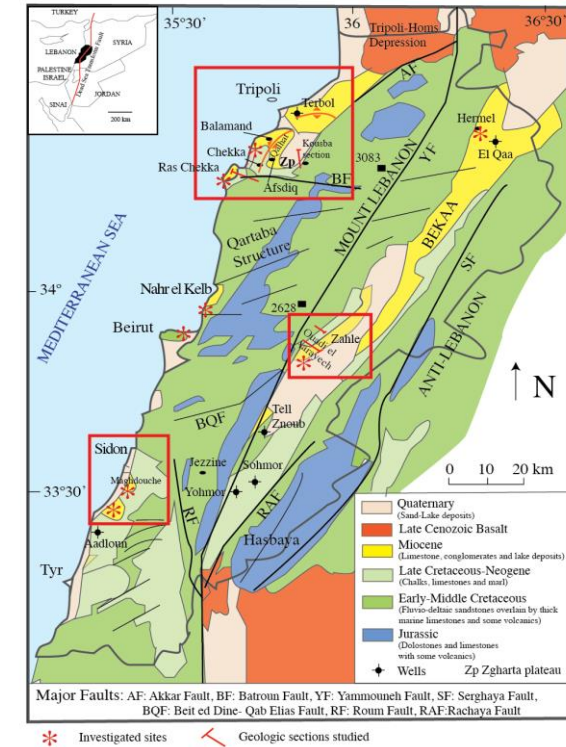 35°30'
36
36°30'
TURKEY
SYRIA
LEBANON
PALESTINE
ISRAEL
JORDAN
SINAI
Dead Sea Transform Fault
200 km
Tripoli-Homs
Depression
Tripoli
Terbol
AF
Balamand
Qalhat
Kousba
section
Chekka
Zp
Ras Chekka
Afsdiq
BF
3083
Hermel
El Qaa
MOUNT LEBANON
YF
BEKAA
SF
Qartaba
Structure
MEDITERRANEAN SEA
34°
Nahr el Kelb
2628
Beirut
Zahle
Ouadi el
Aarayech
ANTI-LEBANON
N
BQF
Tell
Znoub
0 10 20 km
Sidon
Maghdouche
Jezzine
Sohmor
33°30'
RF
Yohmor
RAF
Aadloun
Hasbaya
Tyr
Quaternary
(Sand-Lake deposits)
Late Cenozoic Basalt
Miocene
(Limestone, conglomerates and lake deposits)
Late Cretaceous-Neogene
(Chalks, limestones and marl)
Early-Middle Cretaceous
(Fluvio-deltaic sandstones overlain by thick
marine limestones and some volcanics)
Jurassic
(Dolostones and limestones
with some volcanics)
Wells Zp Zgharta plateau
Major Faults: AF: Akkar Fault, BF: Batroun Fault, YF: Yammouneh Fault, SF: Serghaya Fault,
BQF: Beit ed Dine- Qab Elias Fault, RF: Roum Fault, RAF:Rachaya Fault
Investigated sites Geologic sections studied